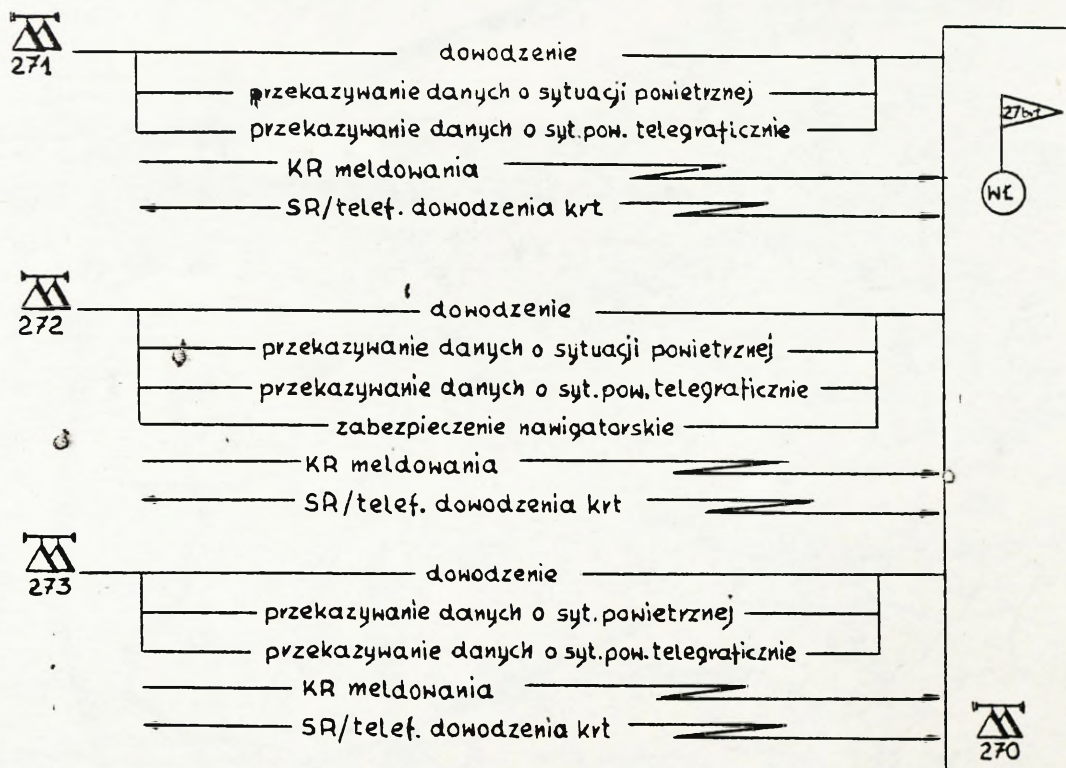 271
dowodzenie
przekazywanie danych o sytuacji powietrznej
przekazywanie danych o syt. pow. telegraficznie
KR meldowania
SR/telef. dowodzenia krt
27brt
WŁ
272
dowodzenie
przekazywanie danych o sytuacji powietrznej
przekazywanie danych o syt. pow. telegraficznie
zabezpieczenie nawigatorskie
KR meldowania
SR/telef. dowodzenia krt
273
dowodzenie
przekazywanie danych o syt. powietrznej
przekazywanie danych o syt. pow. telegraficznie
KR meldowania
SR/telef. dowodzenia krt
270